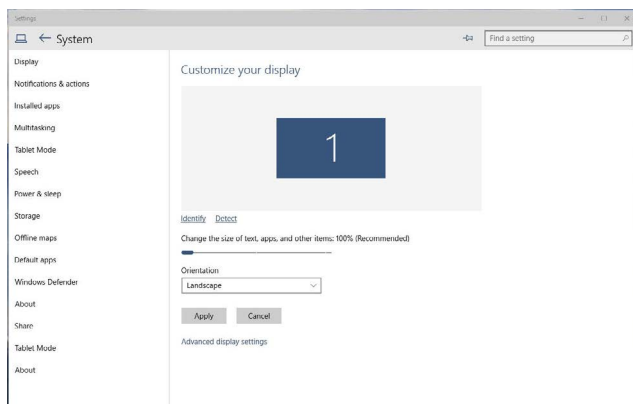 Settings
System
Find a setting
Display
Notifications & actions
Installed apps
Multitasking
Tablet Mode
Speech
Power & sleep
Storage
Offline maps
Default apps
Windows Defender
About
Share
Tablet Mode
About
Customize your display
1
Identify Detect
Change the size of text, apps, and other items: 100% (Recommended)
Orientation
Landscape
Apply Cancel
Advanced display settings